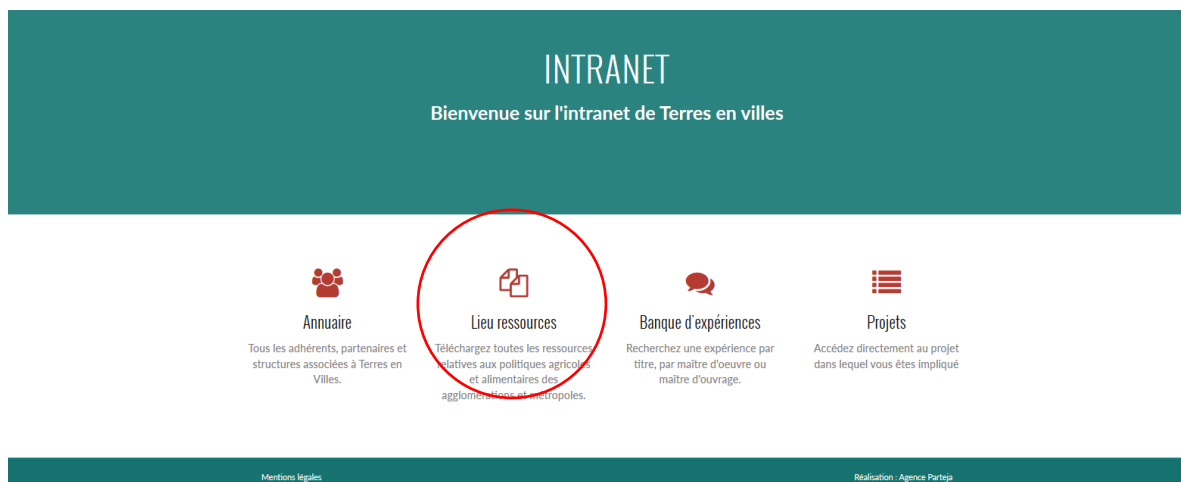 INTRANET
Bienvenue sur l'intranet de Terres en villes
Annuaire
Tous les adhérents, partenaires et
structures associées à Terres en
Villes.
Lieu ressources
Téléchargez toutes les ressources
relatives aux politiques agricoles
et alimentaires des
agglomérations et métropoles.
Banque d'expériences
Recherchez une expérience par
titre, par maître d'oeuvre ou
maître d'ouvrage.
Projets
Accédez directement au projet
dans lequel vous êtes impliqué
Mentions légales
Réalisation : Agence Parteja